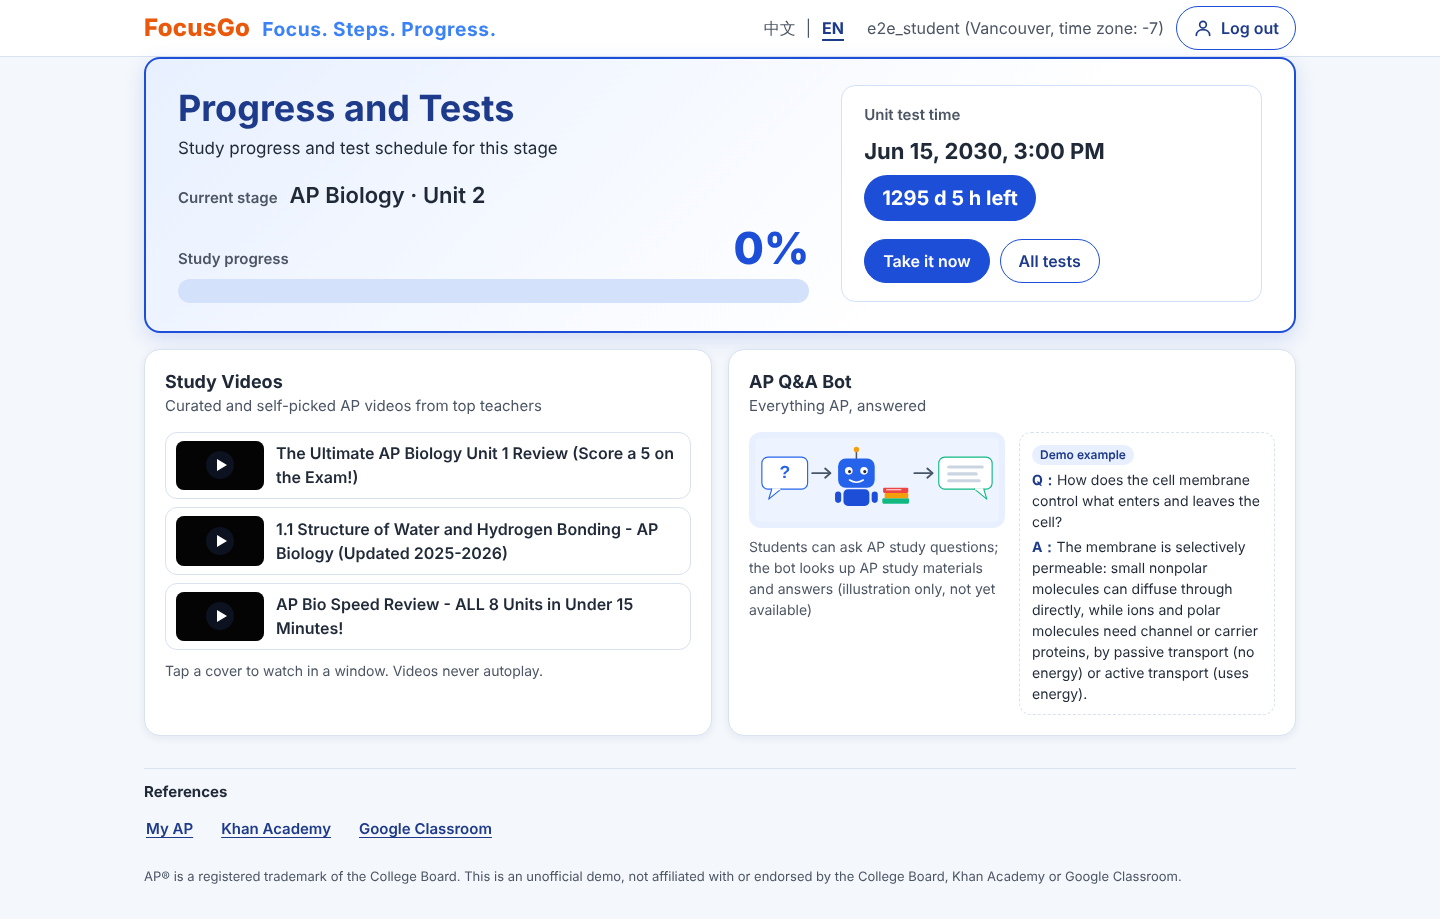 FocusGo Focus. Steps. Progress.
中文 | EN e2e_student (Vancouver, time zone: -7) Log out
Progress and Tests
Study progress and test schedule for this stage
Current stage AP Biology · Unit 2
Study progress 0%
Unit test time
Jun 15, 2030, 3:00 PM
1295 d 5 h left
Take it now All tests
Study Videos
Curated and self-picked AP videos from top teachers
The Ultimate AP Biology Unit 1 Review (Score a 5 on
the Exam!)
1.1 Structure of Water and Hydrogen Bonding - AP
Biology (Updated 2025-2026)
AP Bio Speed Review - ALL 8 Units in Under 15
Minutes!
Tap a cover to watch in a window. Videos never autoplay.
AP Q&A Bot
Everything AP, answered
?
Students can ask AP study questions;
the bot looks up AP study materials
and answers (illustration only, not yet
available)
Demo example
Q : How does the cell membrane
control what enters and leaves the
cell?
A : The membrane is selectively
permeable: small nonpolar
molecules can diffuse through
directly, while ions and polar
molecules need channel or carrier
proteins, by passive transport (no
energy) or active transport (uses
energy).
References
My AP Khan Academy Google Classroom
AP® is a registered trademark of the College Board. This is an unofficial demo, not affiliated with or endorsed by the College Board, Khan Academy or Google Classroom.